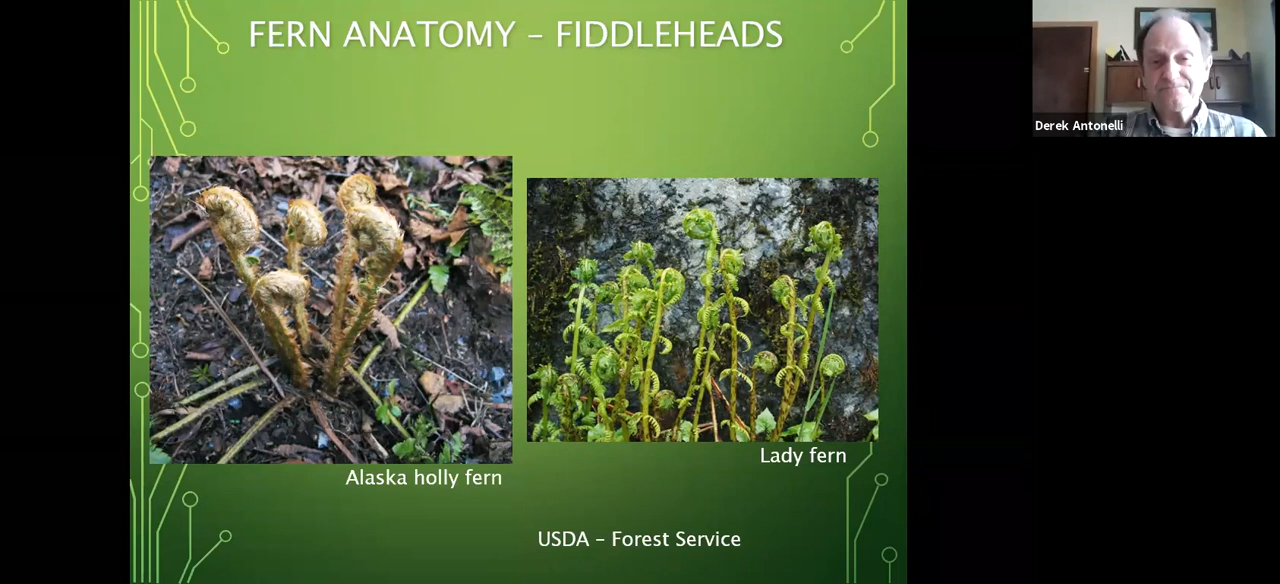 FERN ANATOMY – FIDDLEHEADS
Derek Antonelli
Lady fern
Alaska holly fern
USDA – Forest Service